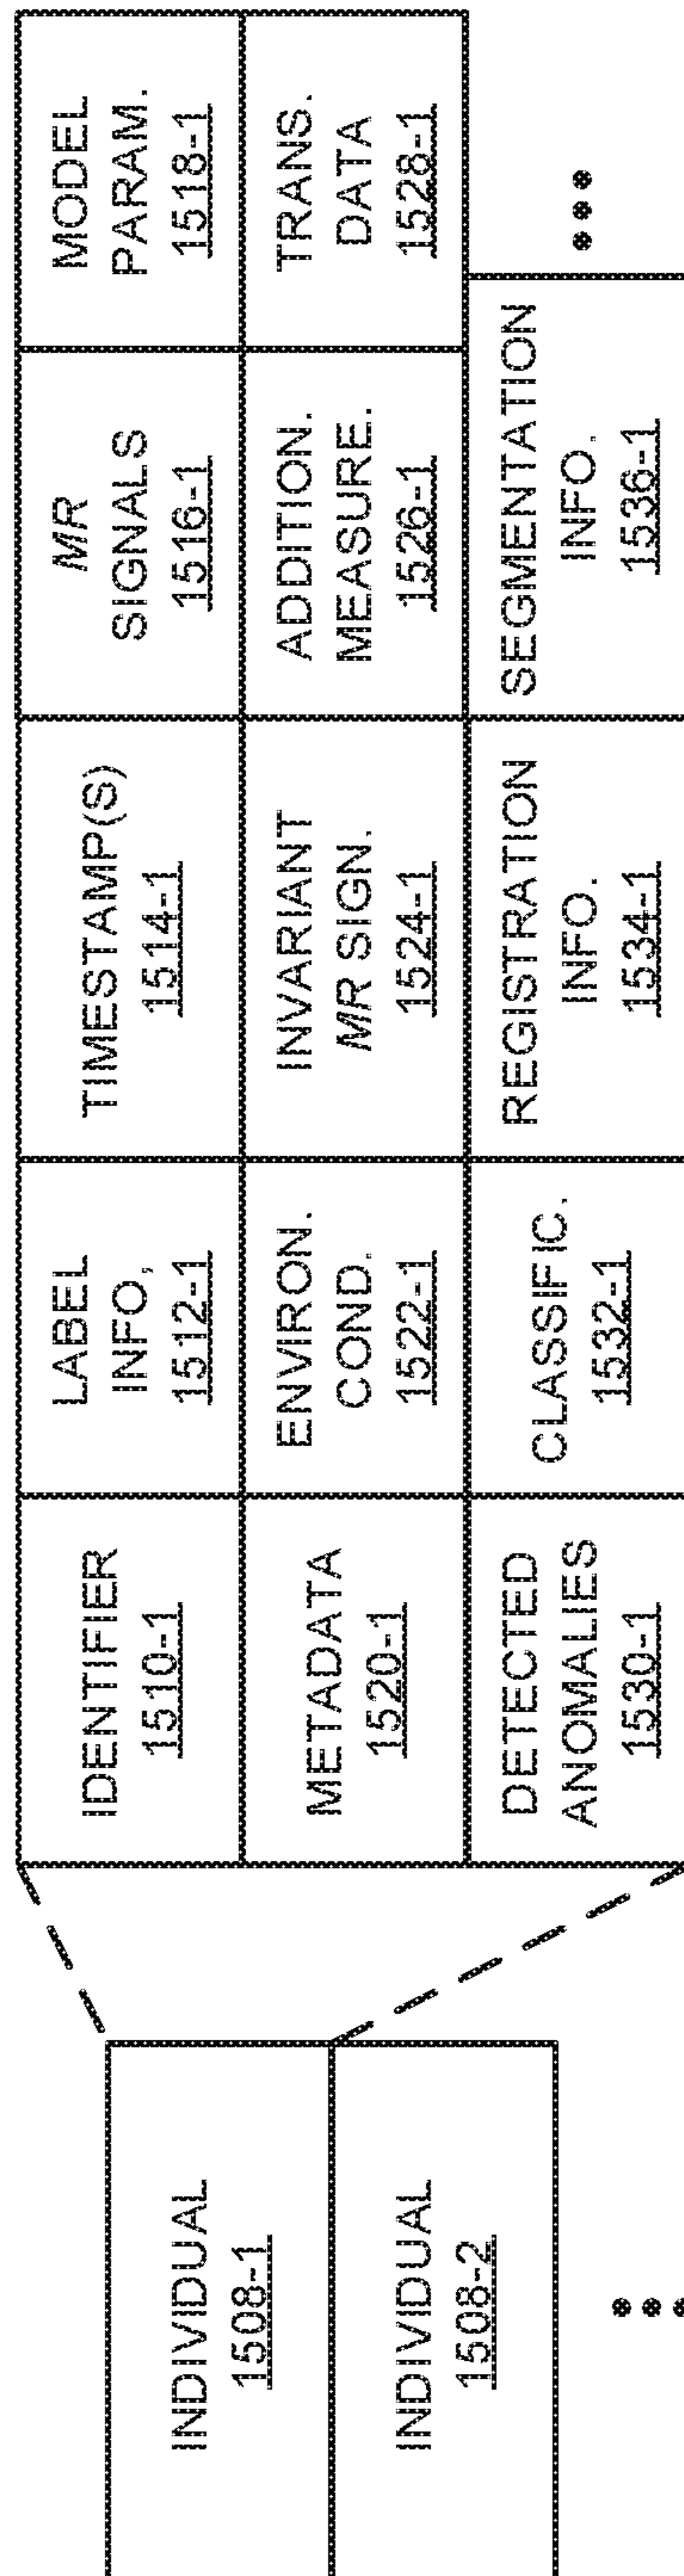 INDIVIDUAL
1508-1
INDIVIDUAL
1508-2
IDENTIFIER
1510-1
LABEL
INFO,
1512-1
TIMESTAMP(S)
1514-1
MR
SIGNALS
1516-1
MODEL
PARAM.
1518-1
METADATA
1520-1
ENVIRON.
COND.
1522-1
INVARIANT
MR SIGN.
1524-1
ADDITION.
MEASURE.
1526-1
TRANS.
DATA
1528-1
DETECTED
ANOMALIES
1530-1
CLASSIFIC.
1532-1
REGISTRATION
INFO.
1534-1
SEGMENTATION
INFO.
1536-1